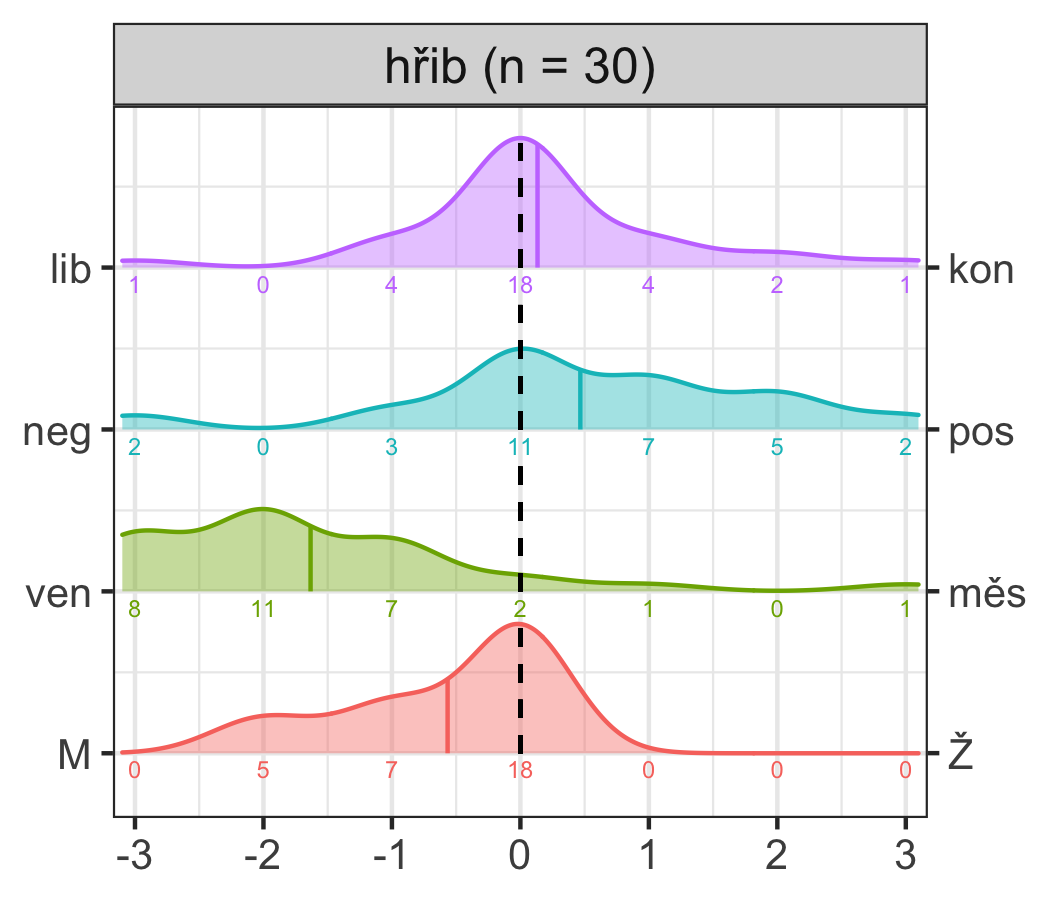 hřib (n = 30)
lib kon
1 0 4 18 4 2 1
neg pos
2 0 3 11 7 5 2
ven měs
8 11 7 2 1 0 1
M Ž
0 5 7 18 0 0 0
-3 -2 -1 0 1 2 3